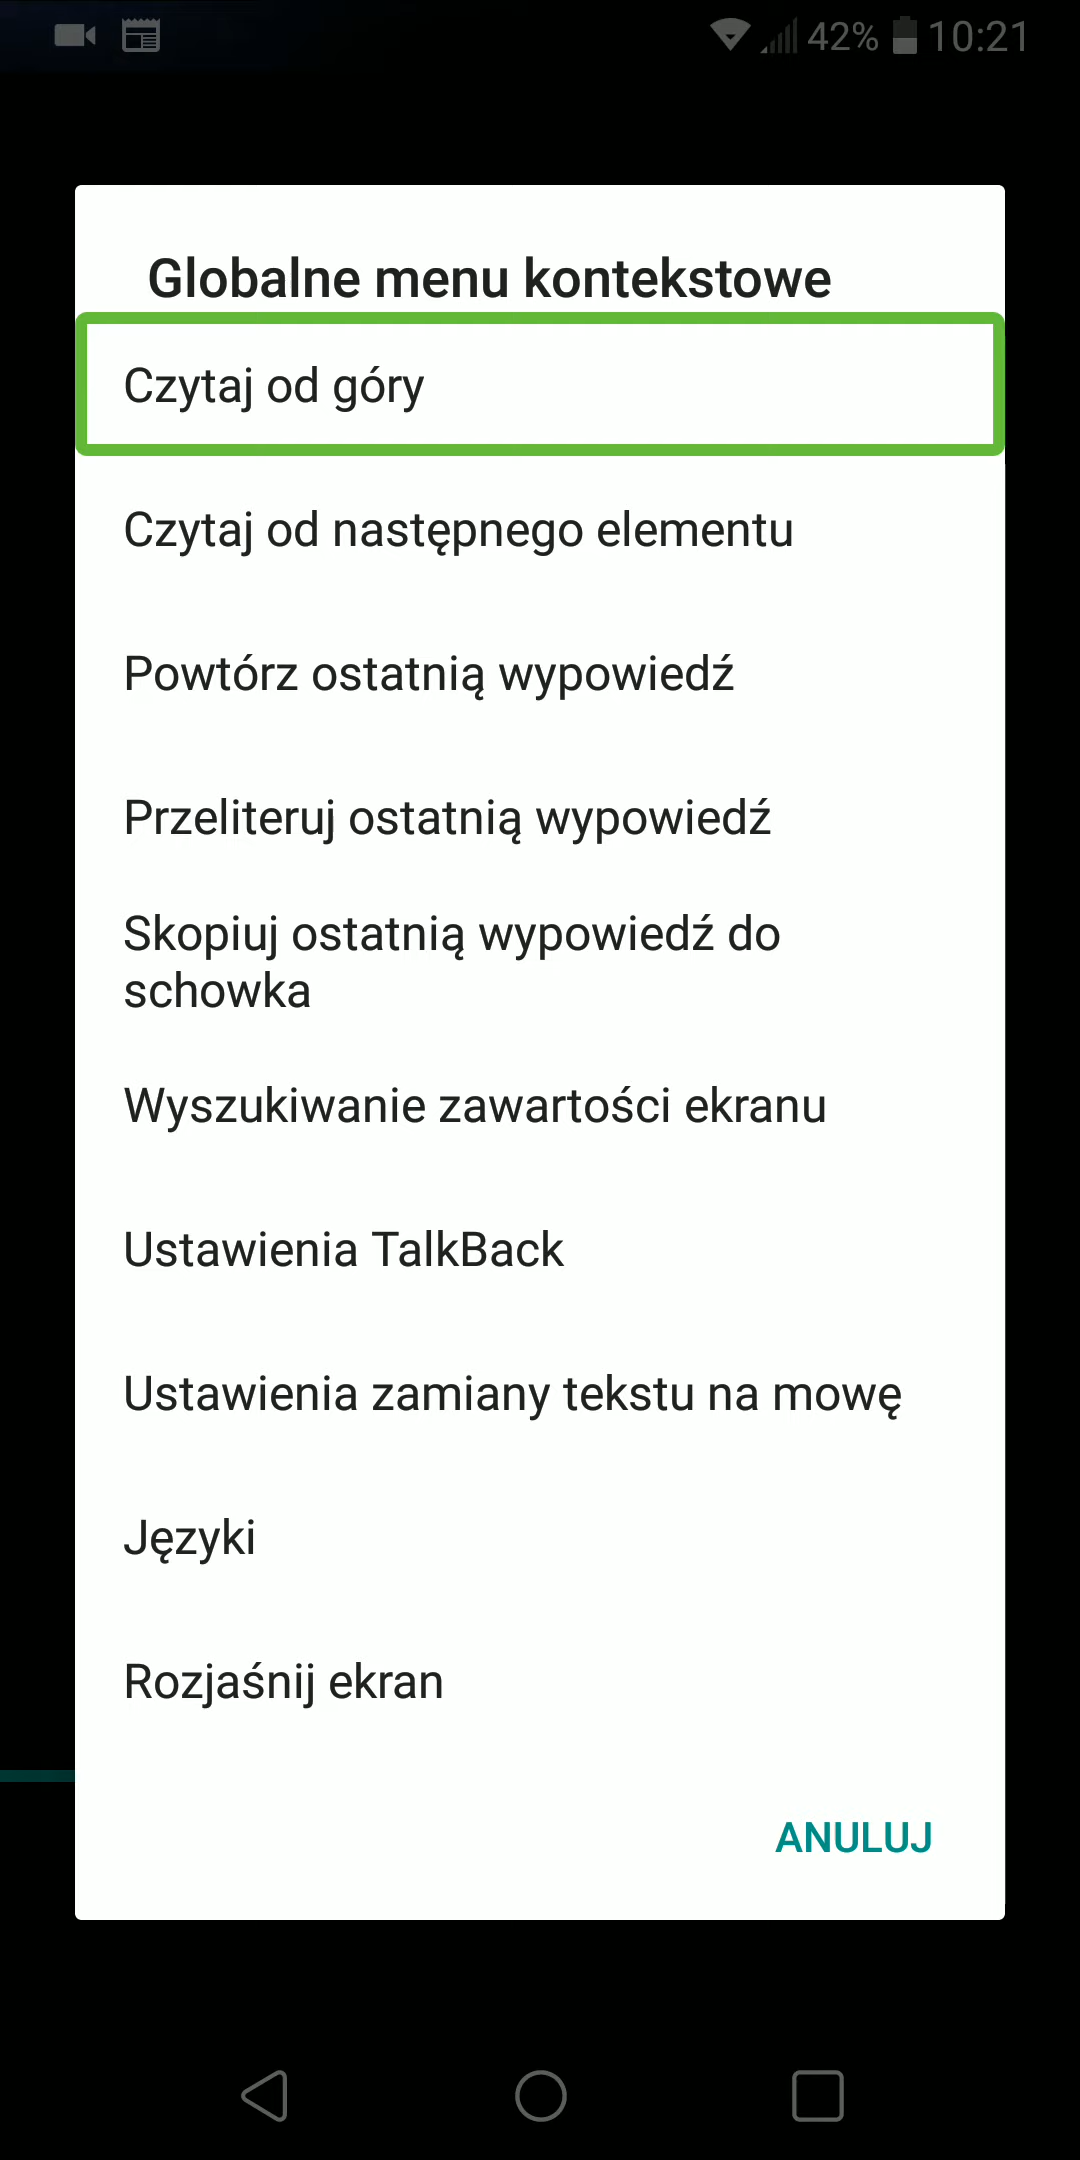 42% 10:21
Globalne menu kontekstowe
Czytaj od góry
Czytaj od następnego elementu
Powtórz ostatnią wypowiedź
Przeliteruj ostatnią wypowiedź
Skopiuj ostatnią wypowiedź do
schowka
Wyszukiwanie zawartości ekranu
Ustawienia TalkBack
Ustawienia zamiany tekstu na mowę
Języki
Rozjaśnij ekran
ANULUJ